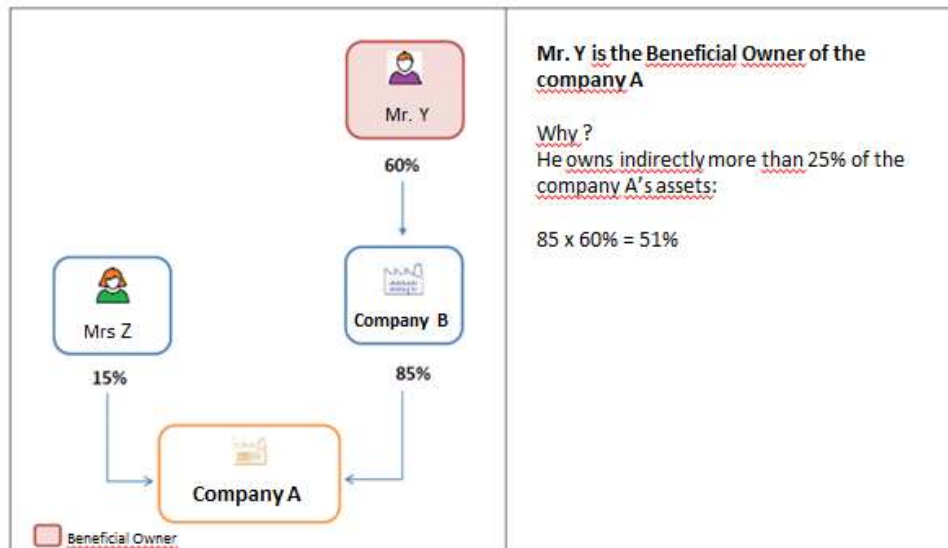 Mr. Y
60%
Mrs Z
Company B
15%
85%
Company A
Beneficial Owner
Mr. Y is the Beneficial Owner of the
company A
Why ?
He owns indirectly more than 25% of the
company A's assets:
85 x 60% = 51%